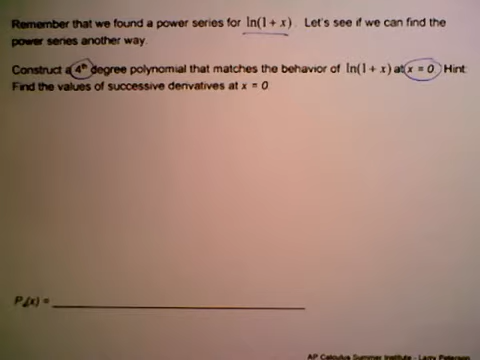 Remember that we found a power series for ln(1 + x). Let's see if we can find the
power series another way.
Construct a 4th degree polynomial that matches the behavior of ln(1 + x) at x = 0. Hint:
Find the values of successive derivatives at x = 0
P₄(x) =
AP Calculus Summer Institute - Larry Peterson